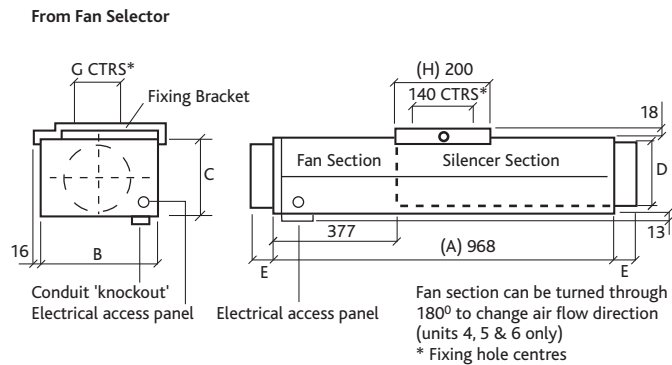 From Fan Selector
G CTRS*
Fixing Bracket
C
16
B
Conduit 'knockout'
Electrical access panel
(H) 200
140 CTRS*
18
Fan Section
Silencer Section
D
377
(A) 968
13
E
E
Electrical access panel
Fan section can be turned through
180⁰ to change air flow direction
(units 4, 5 & 6 only)
* Fixing hole centres